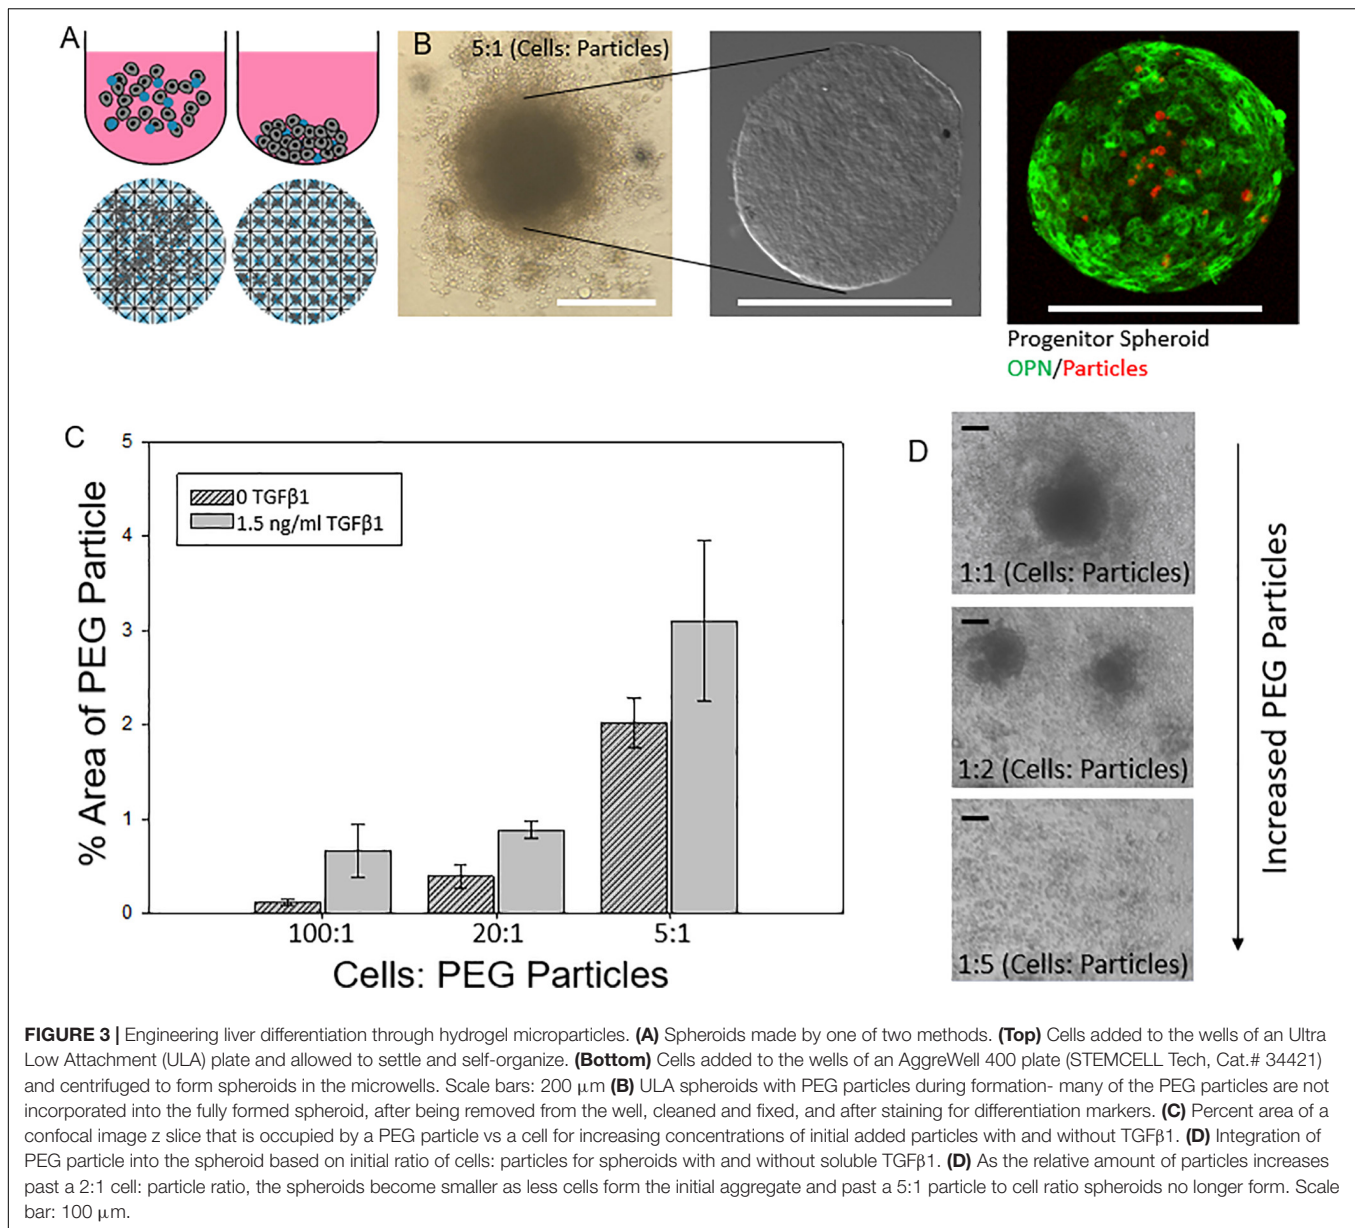 A
B
5:1 (Cells: Particles)
Progenitor Spheroid
OPN/Particles
C
% Area of PEG Particle
5
4
3
2
1
0
0 TGFβ1
1.5 ng/ml TGFβ1
100:1 20:1 5:1
Cells: PEG Particles
D
1:1 (Cells: Particles)
1:2 (Cells: Particles)
1:5 (Cells: Particles)
Increased PEG Particles
FIGURE 3 | Engineering liver differentiation through hydrogel microparticles. (A) Spheroids made by one of two methods. (Top) Cells added to the wells of an Ultra
Low Attachment (ULA) plate and allowed to settle and self-organize. (Bottom) Cells added to the wells of an AggreWell 400 plate (STEMCELL Tech, Cat.# 34421)
and centrifuged to form spheroids in the microwells. Scale bars: 200 μm (B) ULA spheroids with PEG particles during formation- many of the PEG particles are not
incorporated into the fully formed spheroid, after being removed from the well, cleaned and fixed, and after staining for differentiation markers. (C) Percent area of a
confocal image z slice that is occupied by a PEG particle vs a cell for increasing concentrations of initial added particles with and without TGFβ1. (D) Integration of
PEG particle into the spheroid based on initial ratio of cells: particles for spheroids with and without soluble TGFβ1. (D) As the relative amount of particles increases
past a 2:1 cell: particle ratio, the spheroids become smaller as less cells form the initial aggregate and past a 5:1 particle to cell ratio spheroids no longer form. Scale
bar: 100 μm.